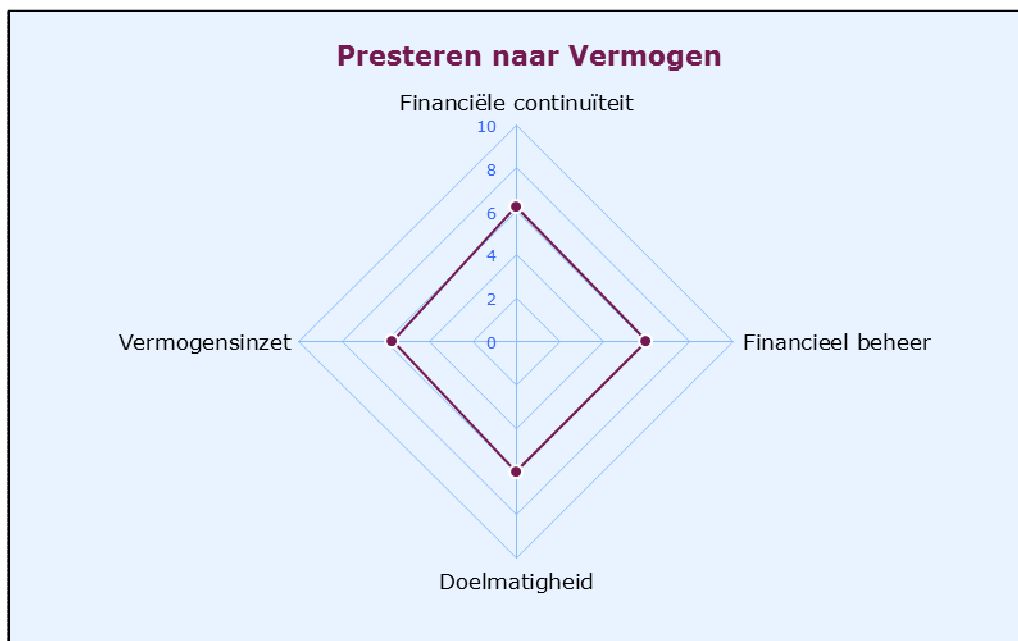 Presteren naar Vermogen
Financiële continuïteit
10
8
6
4
2
0
Vermogensinzet
Financieel beheer
Doelmatigheid